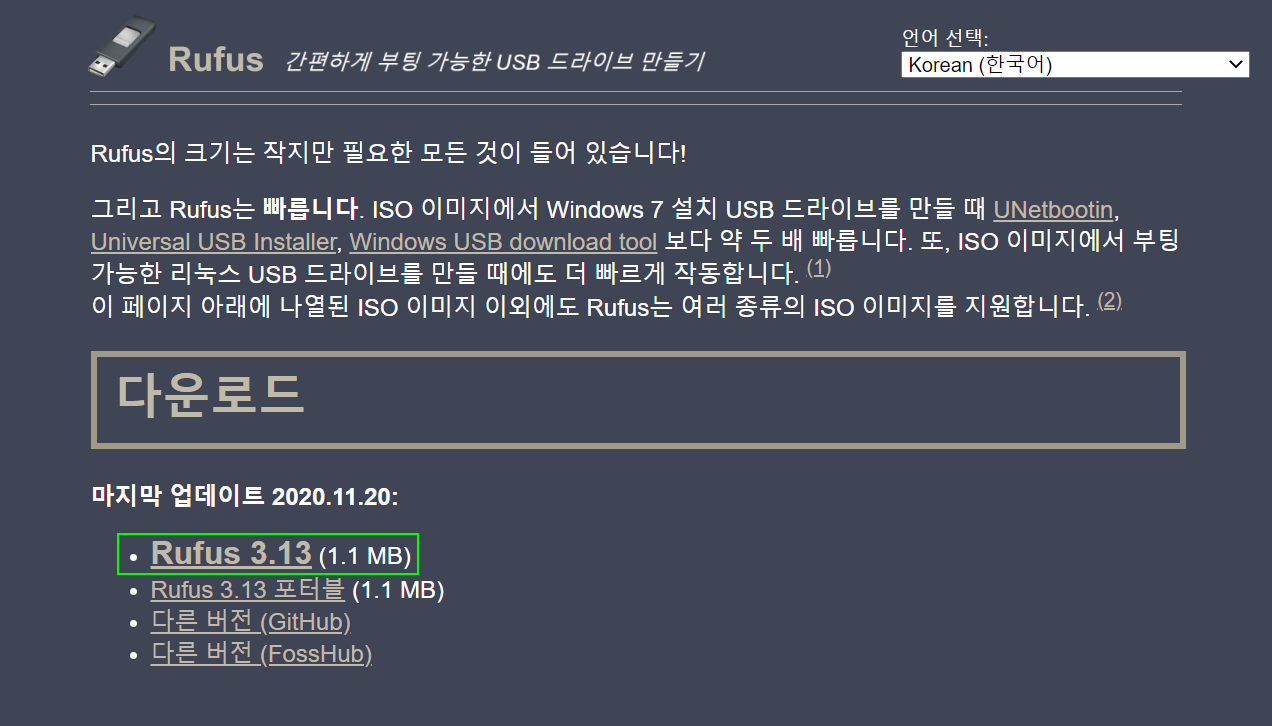 Rufus 간편하게 부팅 가능한 USB 드라이브 만들기
언어 선택:
Korean (한국어)
Rufus의 크기는 작지만 필요한 모든 것이 들어 있습니다!
그리고 Rufus는 빠릅니다. ISO 이미지에서 Windows 7 설치 USB 드라이브를 만들 때 UNetbootin,
Universal USB Installer, Windows USB download tool 보다 약 두 배 빠릅니다. 또, ISO 이미지에서 부팅
가능한 리눅스 USB 드라이브를 만들 때에도 더 빠르게 작동합니다. (1)
이 페이지 아래에 나열된 ISO 이미지 이외에도 Rufus는 여러 종류의 ISO 이미지를 지원합니다. (2)
다운로드
마지막 업데이트 2020.11.20:
• Rufus 3.13 (1.1 MB)
• Rufus 3.13 포터블 (1.1 MB)
• 다른 버전 (GitHub)
• 다른 버전 (FossHub)